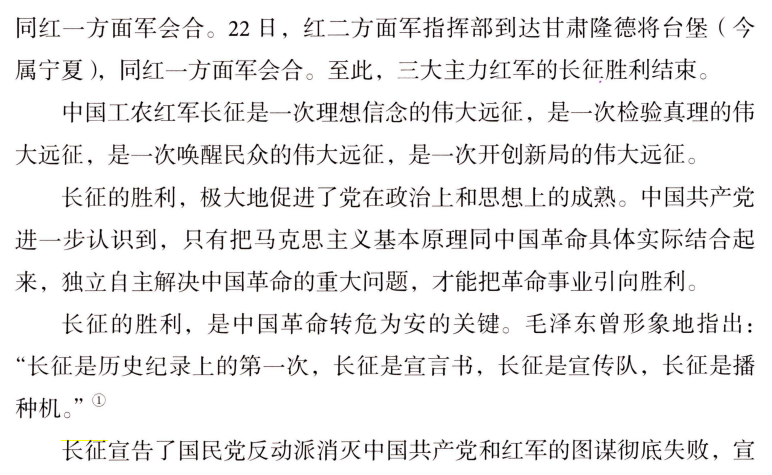 同红一方面军会合。22 日，红二方面军指挥部到达甘肃隆德将台堡（今
属宁夏），同红一方面军会合。至此，三大主力红军的长征胜利结束。
中国工农红军长征是一次理想信念的伟大远征，是一次检验真理的伟
大远征，是一次唤醒民众的伟大远征，是一次开创新局的伟大远征。
长征的胜利，极大地促进了党在政治上和思想上的成熟。中国共产党
进一步认识到，只有把马克思主义基本原理同中国革命具体实际结合起
来，独立自主解决中国革命的重大问题，才能把革命事业引向胜利。
长征的胜利，是中国革命转危为安的关键。毛泽东曾形象地指出：
“长征是历史纪录上的第一次，长征是宣言书，长征是宣传队，长征是播
种机。”①
长征宣告了国民党反动派消灭中国共产党和红军的图谋彻底失败，宣